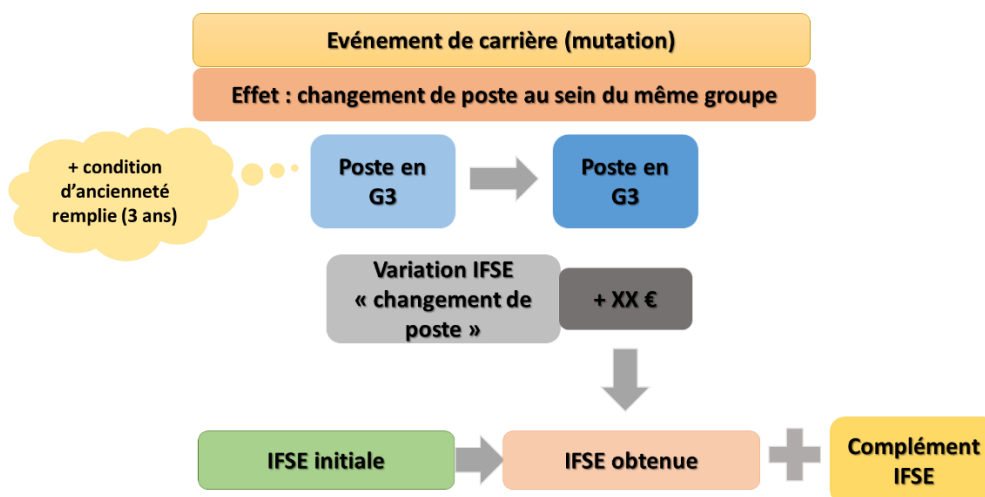 Evénement de carrière (mutation)
Effet : changement de poste au sein du même groupe
+ condition
d'ancienneté
remplie (3 ans)
Poste en
G3
Poste en
G3
Variation IFSE
« changement de
poste »
+ XX €
IFSE initiale
IFSE obtenue
Complément
IFSE